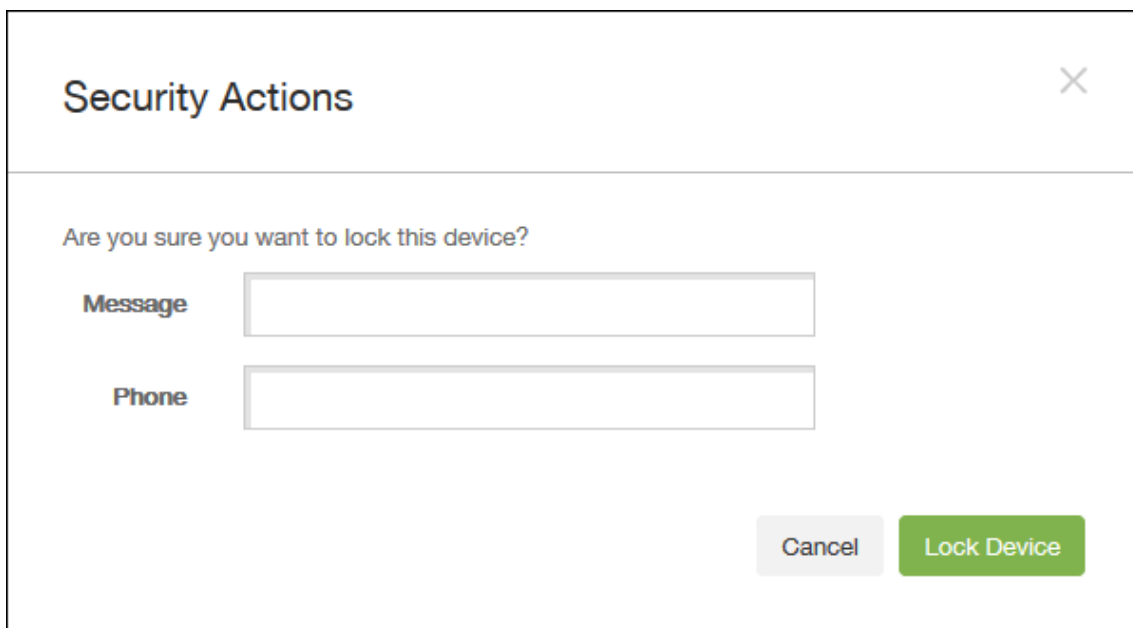 Security Actions
Are you sure you want to lock this device?
Message
Phone
Cancel
Lock Device